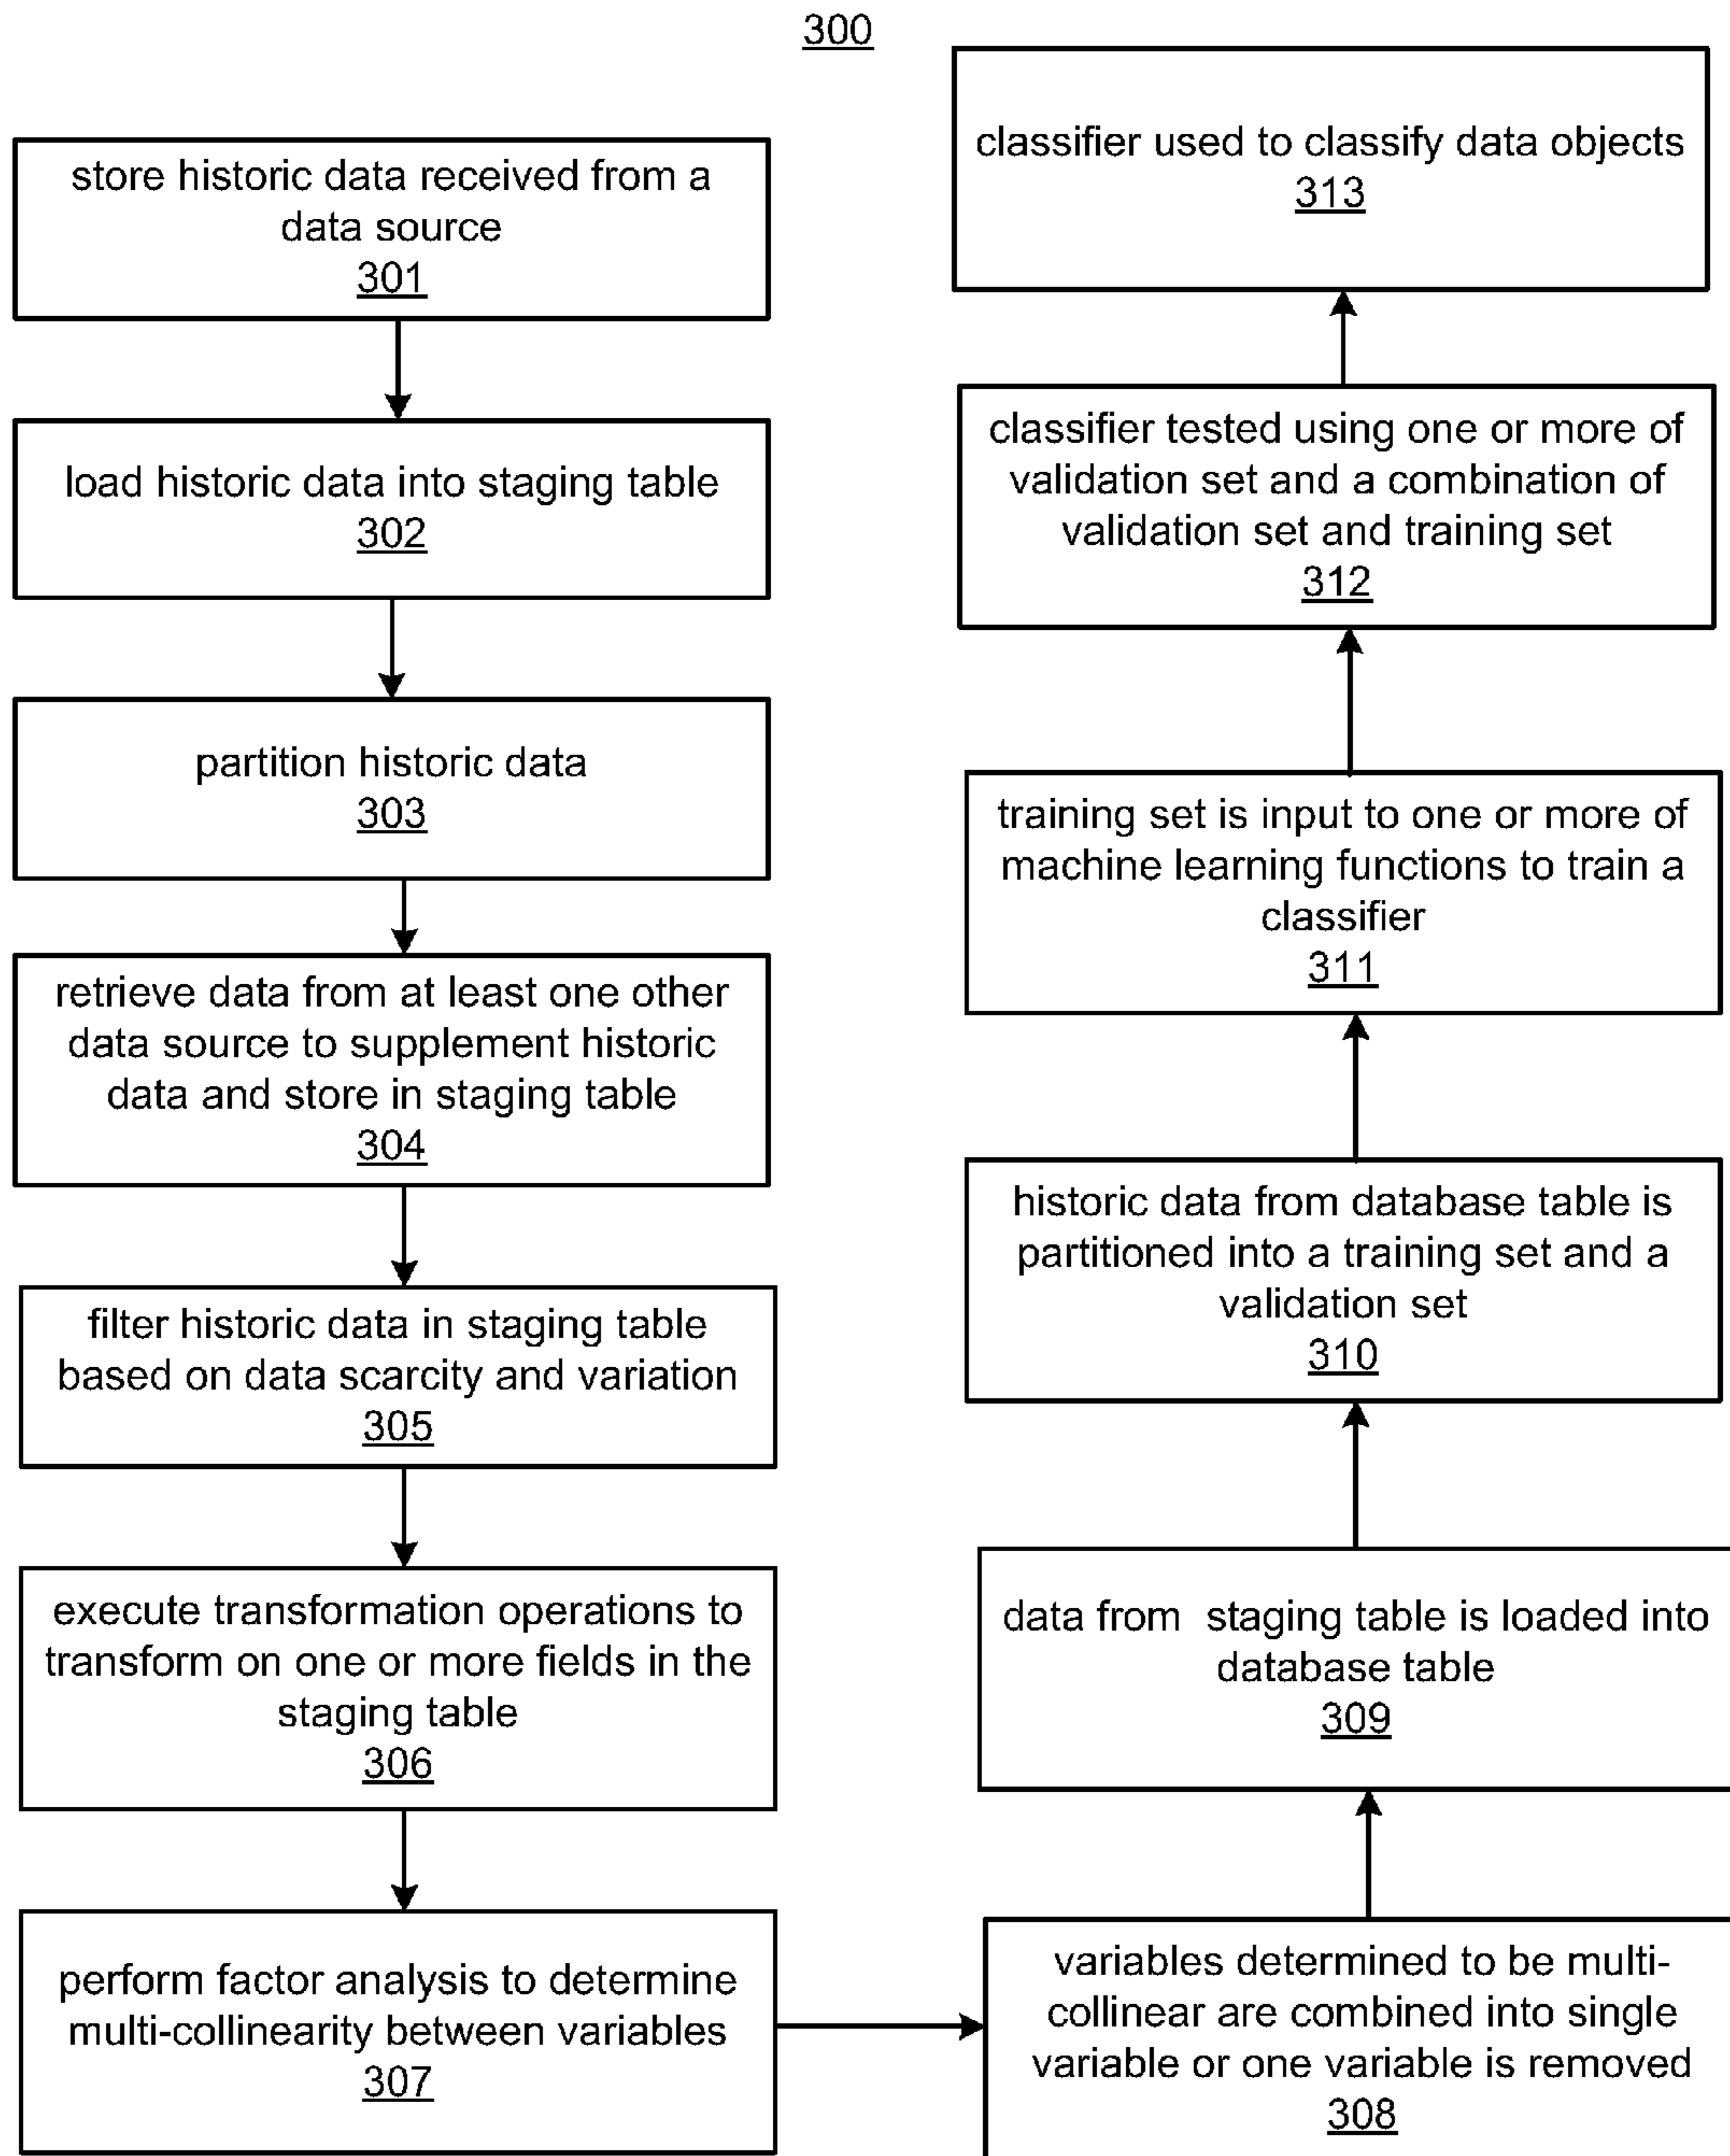 300
store historic data received from a
data source
301
load historic data into staging table
302
partition historic data
303
retrieve data from at least one other
data source to supplement historic
data and store in staging table
304
filter historic data in staging table
based on data scarcity and variation
305
execute transformation operations to
transform on one or more fields in the
staging table
306
perform factor analysis to determine
multi-collinearity between variables
307
variables determined to be multi-
collinear are combined into single
variable or one variable is removed
308
data from staging table is loaded into
database table
309
historic data from database table is
partitioned into a training set and a
validation set
310
training set is input to one or more of
machine learning functions to train a
classifier
311
classifier tested using one or more of
validation set and a combination of
validation set and training set
312
classifier used to classify data objects
313